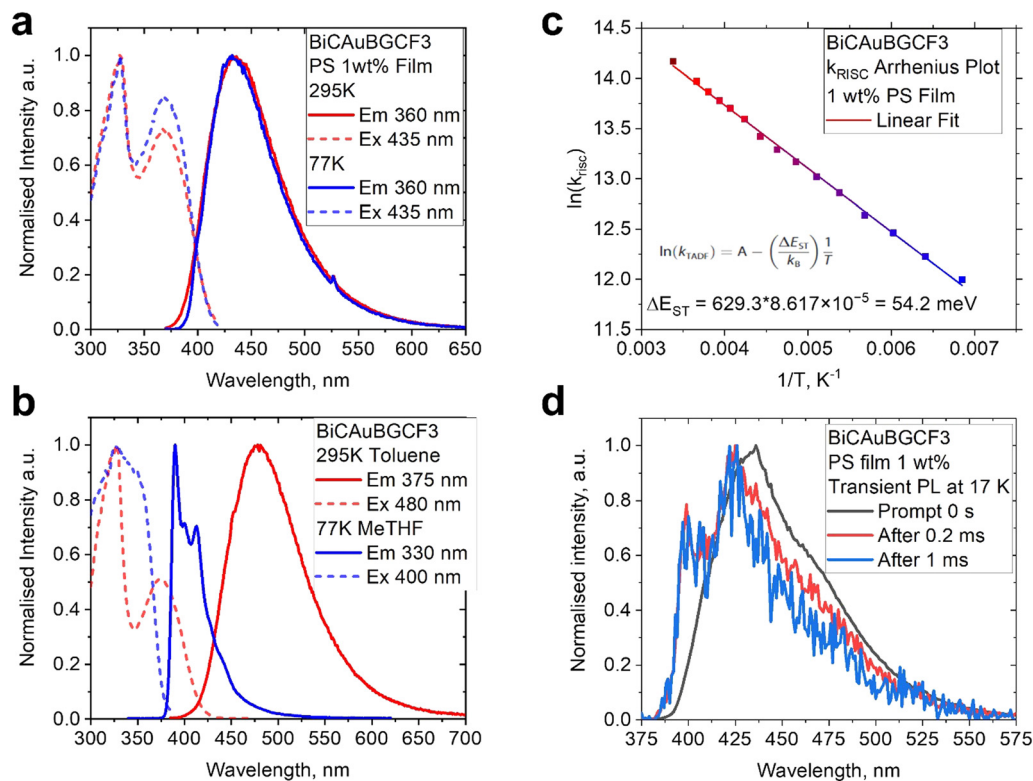 a
BiCAuBGCF3
PS 1wt% Film
295K
Em 360 nm
Ex 435 nm
77K
Em 360 nm
Ex 435 nm
Normalised Intensity a.u.
1.0
0.8
0.6
0.4
0.2
0.0
300 350 400 450 500 550 600 650
Wavelength, nm
c
BiCAuBGCF3
kRISC Arrhenius Plot
1 wt% PS Film
Linear Fit
ln(krisc)
14.5
14.0
13.5
13.0
12.5
12.0
11.5
ln(kTADF) = A − (ΔEST/kB) 1/T
ΔEST = 629.3*8.617×10⁻⁵ = 54.2 meV
0.003 0.004 0.005 0.006 0.007
1/T, K⁻¹
b
BiCAuBGCF3
295K Toluene
Em 375 nm
Ex 480 nm
77K MeTHF
Em 330 nm
Ex 400 nm
Normalised Intensity a.u.
1.0
0.8
0.6
0.4
0.2
0.0
300 350 400 450 500 550 600 650 700
Wavelength, nm
d
BiCAuBGCF3
PS film 1 wt%
Transient PL at 17 K
Prompt 0 s
After 0.2 ms
After 1 ms
Normalised intensity, a.u.
1.0
0.8
0.6
0.4
0.2
0.0
375 400 425 450 475 500 525 550 575
Wavelength, nm